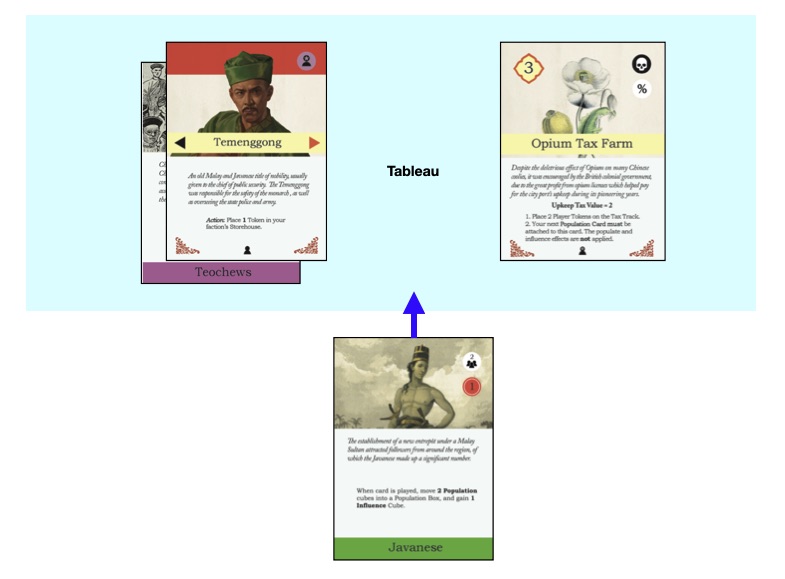 Temenggong
An old Malay and Javanese title of nobility, usually
given to the chief of public security. The Temenggong
was responsible for the safety of the monarch, as well
as overseeing the state police and army.
Action: Place 1 Token in your
faction's Storehouse.
Ch
Ch
co
as
the
Teochews
Tableau
3
%
Opium Tax Farm
Despite the deleterious effect of Opium on many Chinese
coolies, it was encouraged by the British colonial government,
due to the great profit from opium licenses which helped pay
for the city port's upkeep during its pioneering years.
Upkeep Tax Value = 2
1. Place 2 Player Tokens on the Tax Track.
2. Your next Population Card must be
attached to this card. The populate and
influence effects are not applied.
2
1
The establishment of a new entrepôt under a Malay
Sultan attracted followers from around the region, of
which the Javanese made up a significant number.
When card is played, move 2 Population
cubes into a Population Box, and gain 1
Influence Cube.
Javanese